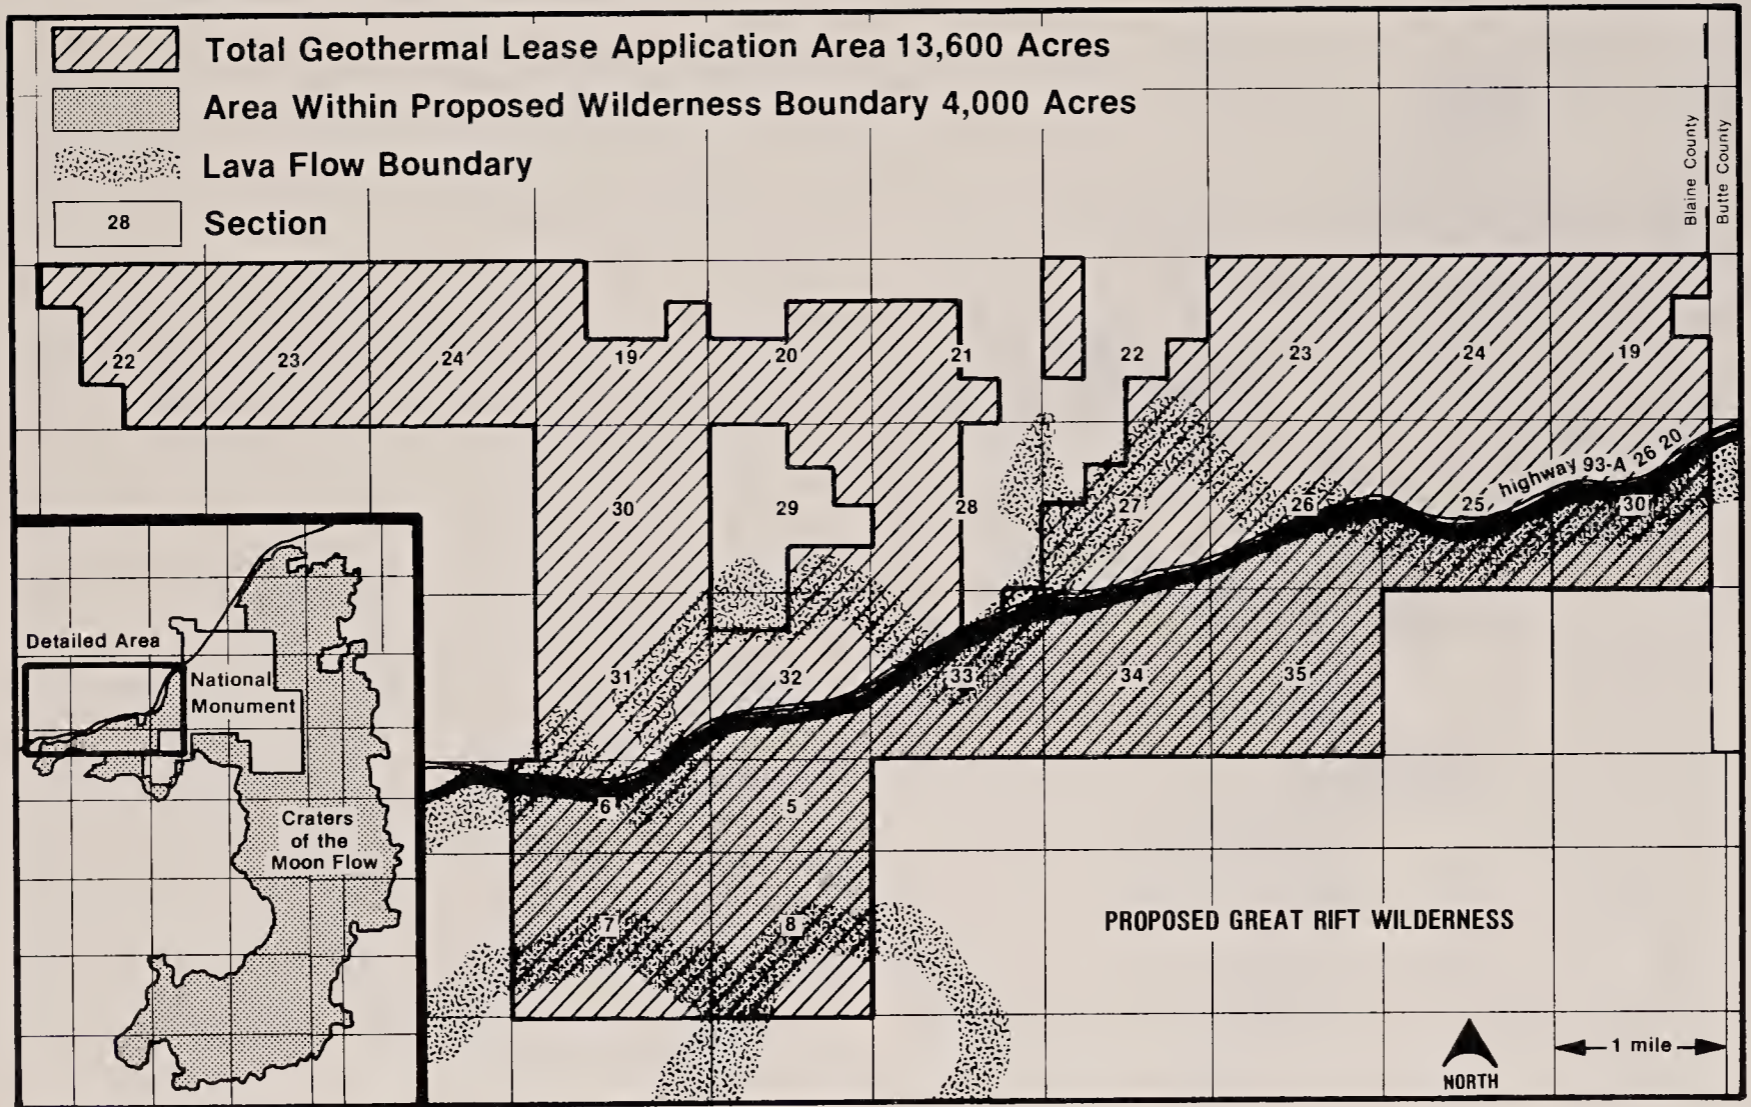 Total Geothermal Lease Application Area 13,600 Acres
Area Within Proposed Wilderness Boundary 4,000 Acres
Lava Flow Boundary
28 Section
Blaine County
Butte County
22 23 24 19 20 21 22 23 24 19
highway 93-A 26 20
30 29 28 27 26 25 30
31 32 33 34 35
6 5
7 8
Detailed Area
National
Monument
Craters
of the
Moon Flow
PROPOSED GREAT RIFT WILDERNESS
NORTH
1 mile